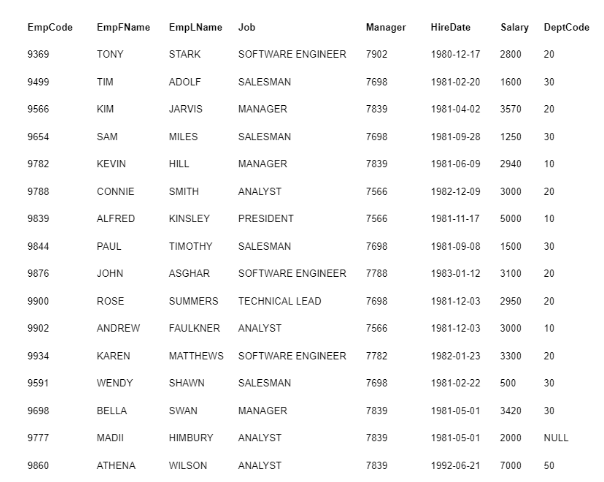 EmpCode EmpFName EmpLName Job Manager HireDate Salary DeptCode
9369 TONY STARK SOFTWARE ENGINEER 7902 1980-12-17 2800 20
9499 TIM ADOLF SALESMAN 7698 1981-02-20 1600 30
9566 KIM JARVIS MANAGER 7839 1981-04-02 3570 20
9654 SAM MILES SALESMAN 7698 1981-09-28 1250 30
9782 KEVIN HILL MANAGER 7839 1981-06-09 2940 10
9788 CONNIE SMITH ANALYST 7566 1982-12-09 3000 20
9839 ALFRED KINSLEY PRESIDENT 7566 1981-11-17 5000 10
9844 PAUL TIMOTHY SALESMAN 7698 1981-09-08 1500 30
9876 JOHN ASGHAR SOFTWARE ENGINEER 7788 1983-01-12 3100 20
9900 ROSE SUMMERS TECHNICAL LEAD 7698 1981-12-03 2950 20
9902 ANDREW FAULKNER ANALYST 7566 1981-12-03 3000 10
9934 KAREN MATTHEWS SOFTWARE ENGINEER 7782 1982-01-23 3300 20
9591 WENDY SHAWN SALESMAN 7698 1981-02-22 500 30
9698 BELLA SWAN MANAGER 7839 1981-05-01 3420 30
9777 MADII HIMBURY ANALYST 7839 1981-05-01 2000 NULL
9860 ATHENA WILSON ANALYST 7839 1992-06-21 7000 50